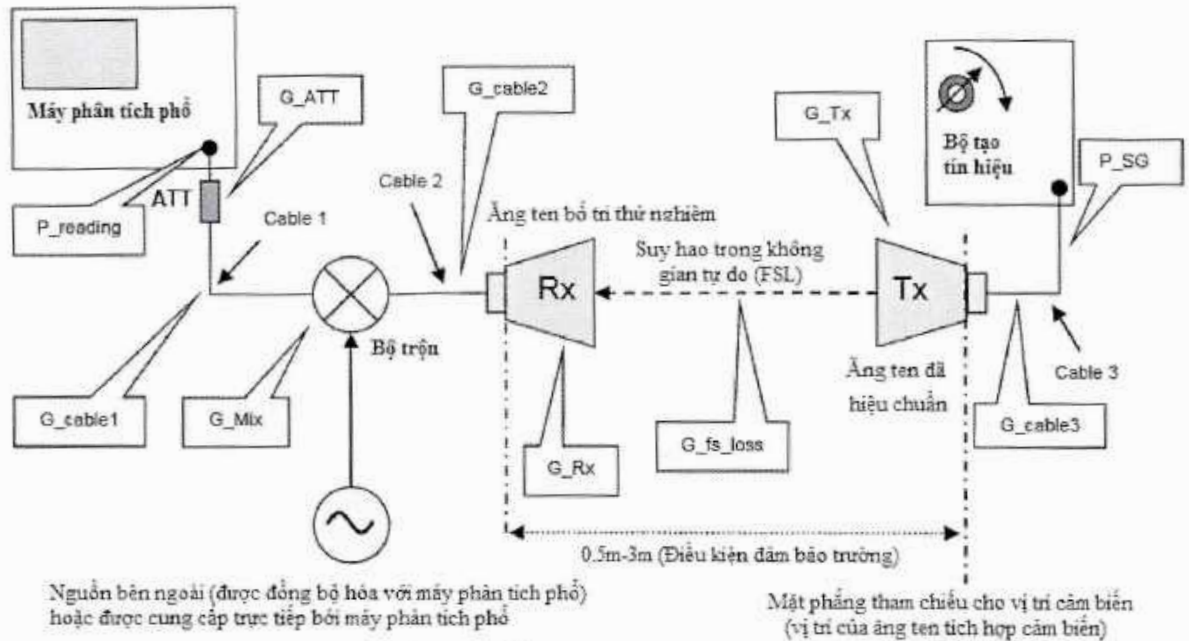 Máy phân tích phổ
G_ATT
G_cable2
G_Tx
Bộ tạo
tín hiệu
P_SG
ATT
P_reading
Cable 1
Cable 2
Ăng ten bố trí thử nghiệm
Suy hao trong không
gian tự do (FSL)
Rx
Tx
Bộ trộn
Ăng ten đã
hiệu chuẩn
Cable 3
G_cable1
G_Mix
G_Rx
G_fs_loss
G_cable3
0.5m-3m (Điều kiện đảm bảo trường)
Nguồn bên ngoài (được đồng bộ hóa với máy phân tích phổ)
hoặc được cung cấp trực tiếp bởi máy phân tích phổ
Mặt phẳng tham chiếu cho vị trí cảm biến
(vị trí của ăng ten tích hợp cảm biến)